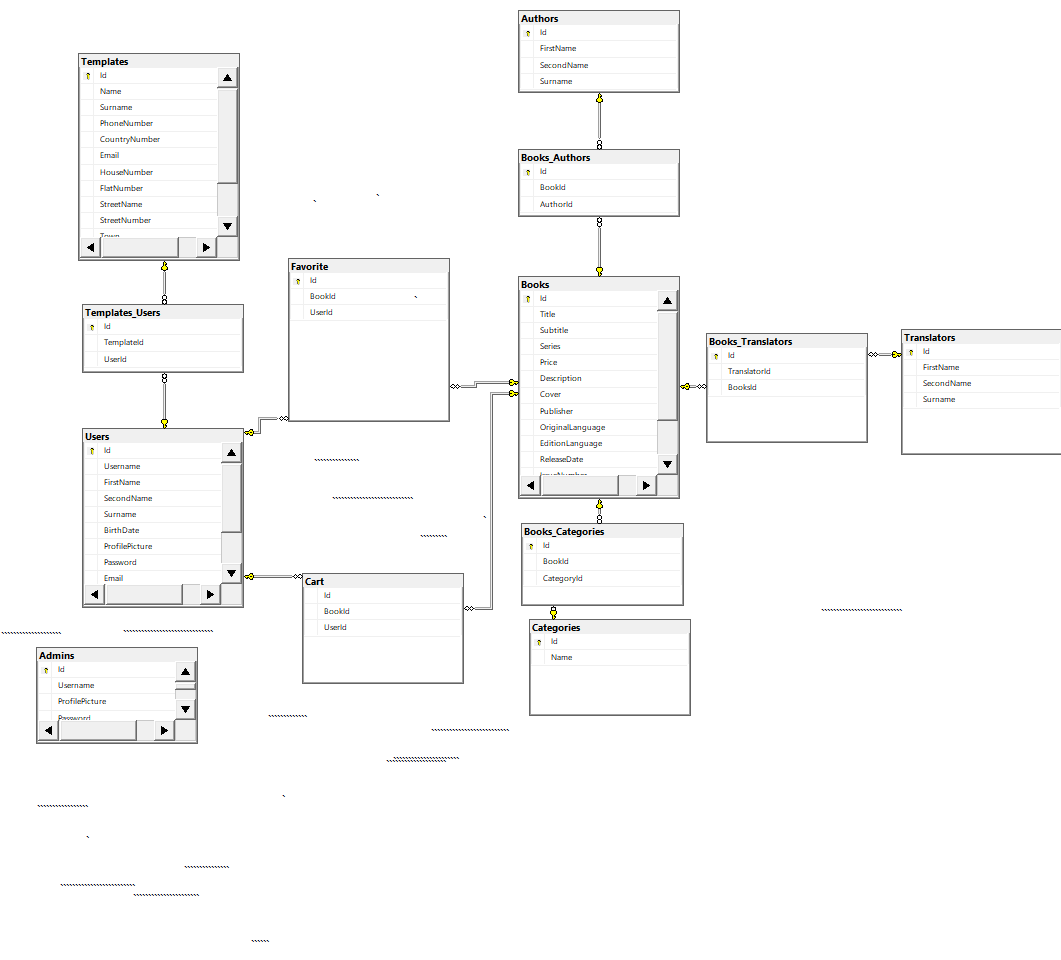 Authors
Id
FirstName
SecondName
Surname
Templates
Id
Name
Surname
PhoneNumber
CountryNumber
Email
HouseNumber
FlatNumber
StreetName
StreetNumber
Town
Books_Authors
Id
BookId
AuthorId
Favorite
Id
BookId
UserId
Books
Id
Title
Subtitle
Series
Price
Description
Cover
Publisher
OriginalLanguage
EditionLanguage
ReleaseDate
IssueNumber
Templates_Users
Id
TemplateId
UserId
Books_Translators
Id
TranslatorId
BooksId
Translators
Id
FirstName
SecondName
Surname
Users
Id
Username
FirstName
SecondName
Surname
BirthDate
ProfilePicture
Password
Email
Books_Categories
Id
BookId
CategoryId
Cart
Id
BookId
UserId
Categories
Id
Name
Admins
Id
Username
ProfilePicture
Password